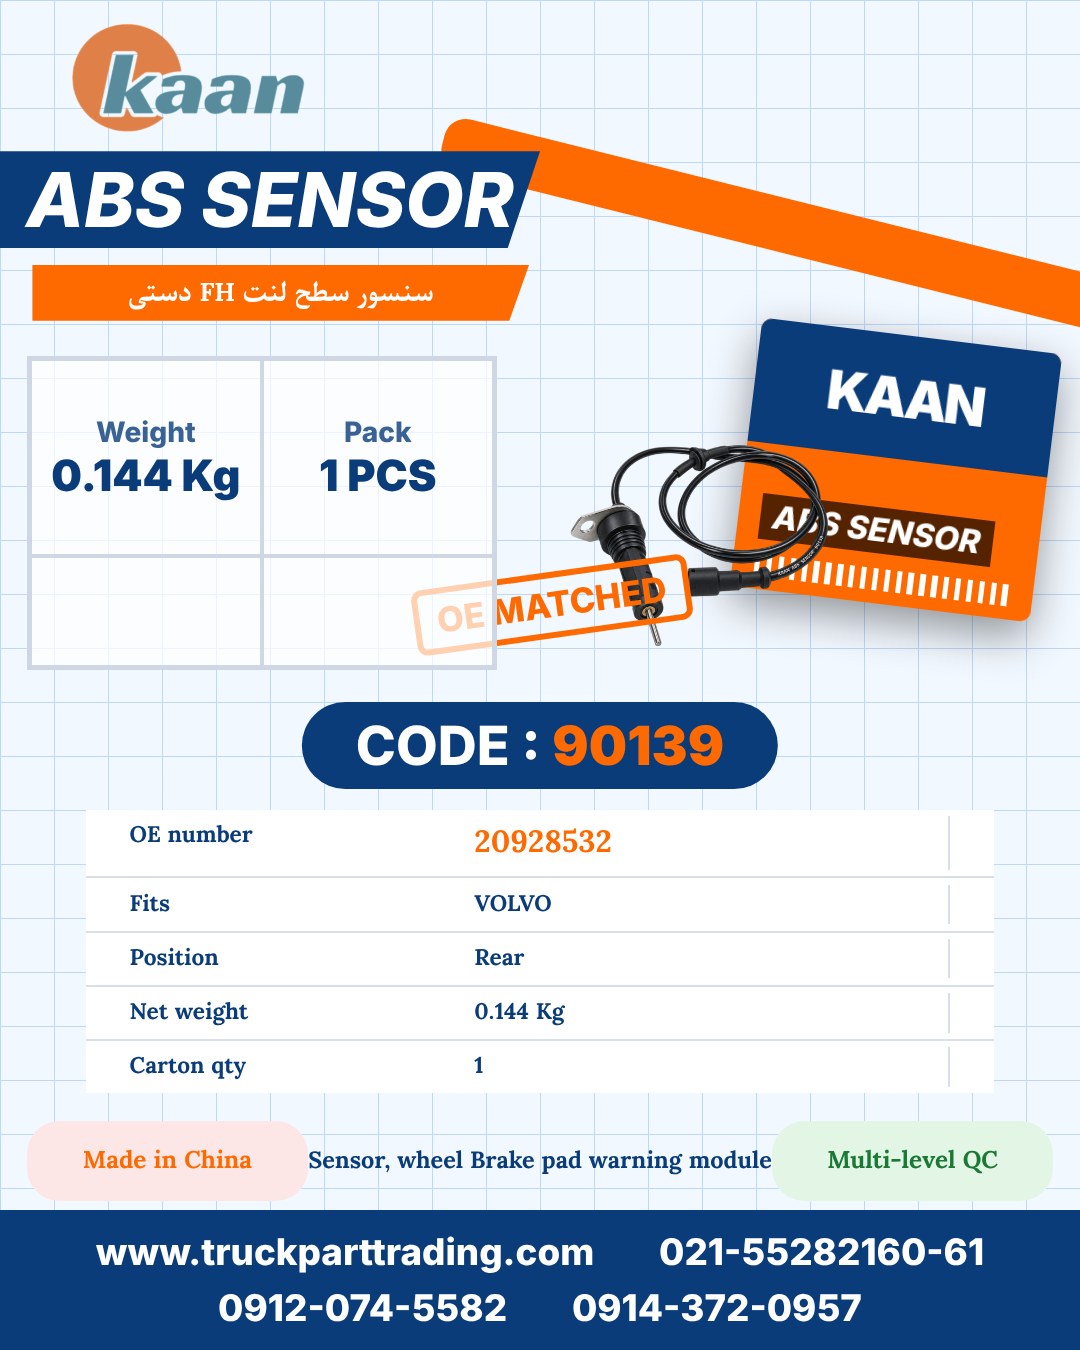 kaan
ABS SENSOR
سنسور سطح لنت FH دستی
KAAN
Weight
0.144 Kg
Pack
1 PCS
ABS SENSOR
OE MATCHED
CODE : 90139
OE number 20928532
Fits VOLVO
Position Rear
Net weight 0.144 Kg
Carton qty 1
Made in China
Sensor, wheel Brake pad warning module
Multi-level QC
www.truckparttrading.com 021-55282160-61
0912-074-5582 0914-372-0957